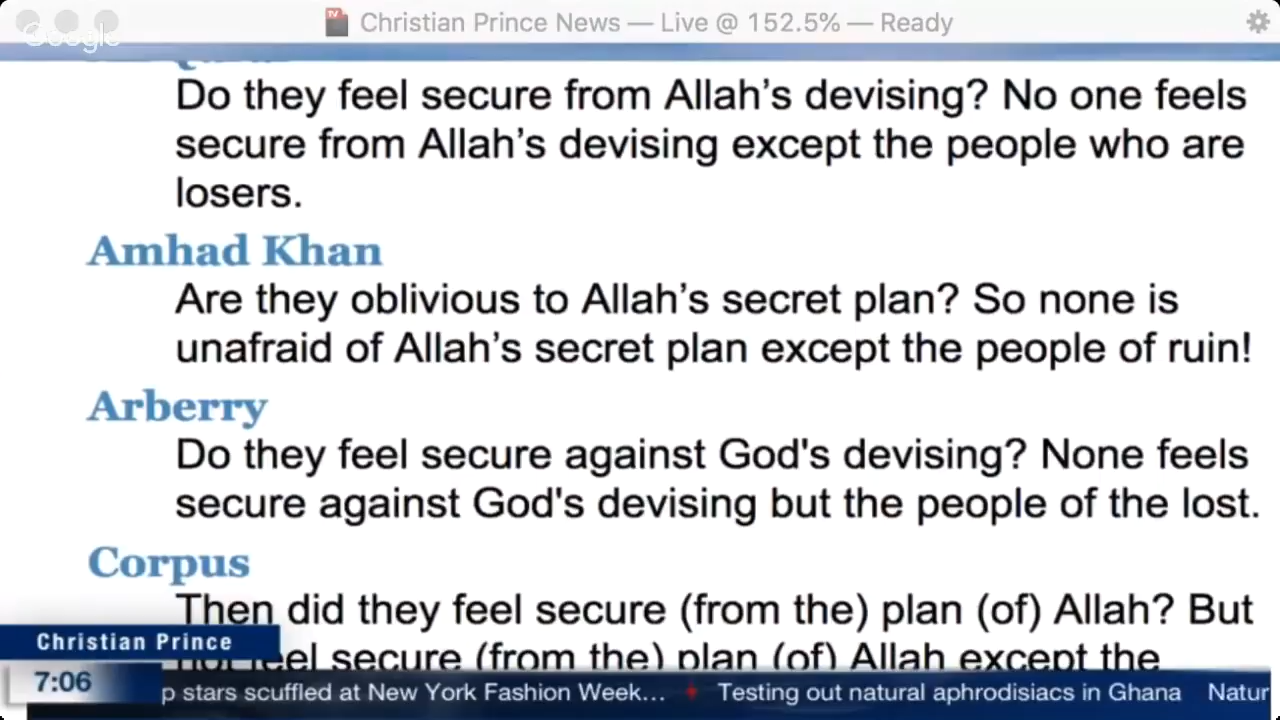 Christian Prince News — Live @ 152.5% — Ready
Google
Do they feel secure from Allah’s devising? No one feels
secure from Allah’s devising except the people who are
losers.
Amhad Khan
Are they oblivious to Allah’s secret plan? So none is
unafraid of Allah’s secret plan except the people of ruin!
Arberry
Do they feel secure against God's devising? None feels
secure against God's devising but the people of the lost.
Corpus
Then did they feel secure (from the) plan (of) Allah? But
feel secure (from the) plan (of) Allah except the
Christian Prince
7:06
p stars scuffled at New York Fashion Week... Testing out natural aphrodisiacs in Ghana Natur